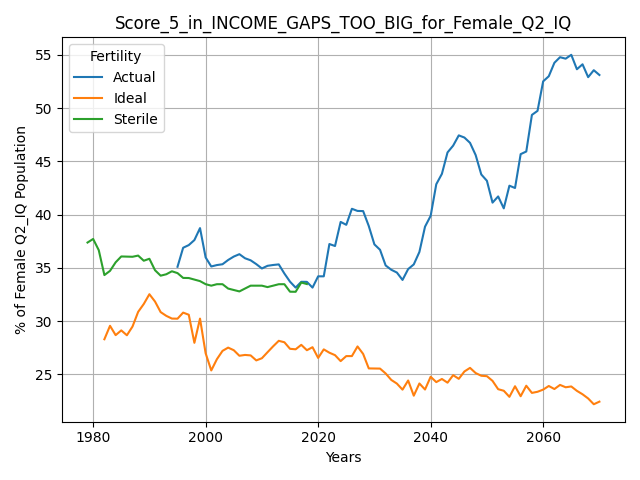 Score_5_in_INCOME_GAPS_TOO_BIG_for_Female_Q2_IQ
Fertility
Actual
Ideal
Sterile
% of Female Q2_IQ Population
55
50
45
40
35
30
25
1980
2000
2020
2040
2060
Years